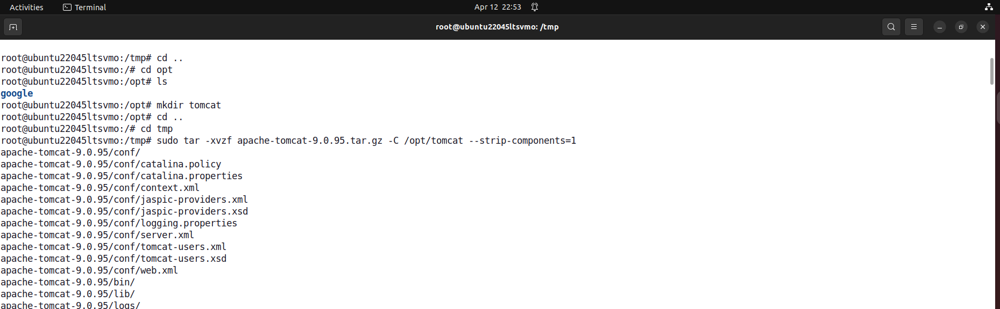 Activities
Terminal
Apr 12 22:53
root@ubuntu22045ltsvmo: /tmp
root@ubuntu22045ltsvmo:/tmp# cd ..
root@ubuntu22045ltsvmo:/# cd opt
root@ubuntu22045ltsvmo:/opt# ls
google
root@ubuntu22045ltsvmo:/opt# mkdir tomcat
root@ubuntu22045ltsvmo:/opt# cd ..
root@ubuntu22045ltsvmo:/# cd tmp
root@ubuntu22045ltsvmo:/tmp# sudo tar -xvzf apache-tomcat-9.0.95.tar.gz -C /opt/tomcat --strip-components=1
apache-tomcat-9.0.95/conf/
apache-tomcat-9.0.95/conf/catalina.policy
apache-tomcat-9.0.95/conf/catalina.properties
apache-tomcat-9.0.95/conf/context.xml
apache-tomcat-9.0.95/conf/jaspic-providers.xml
apache-tomcat-9.0.95/conf/jaspic-providers.xsd
apache-tomcat-9.0.95/conf/logging.properties
apache-tomcat-9.0.95/conf/server.xml
apache-tomcat-9.0.95/conf/tomcat-users.xml
apache-tomcat-9.0.95/conf/tomcat-users.xsd
apache-tomcat-9.0.95/conf/web.xml
apache-tomcat-9.0.95/bin/
apache-tomcat-9.0.95/lib/
apache-tomcat-9.0.95/logs/